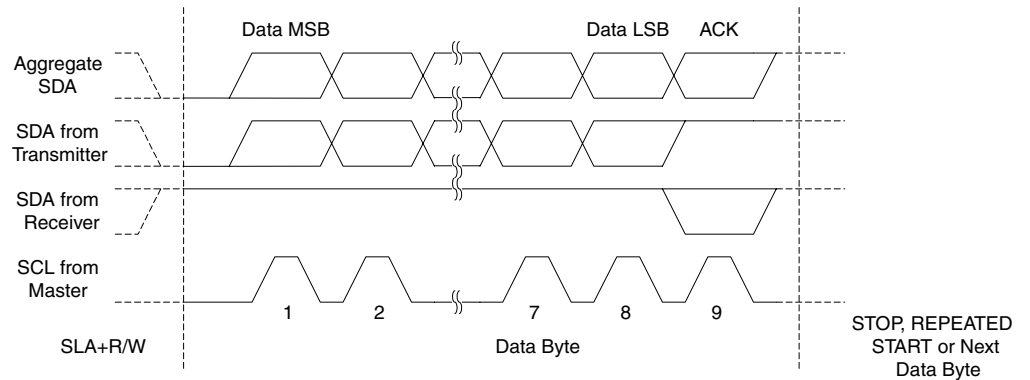 Data MSB
Data LSB
ACK
Aggregate
SDA
SDA from
Transmitter
SDA from
Receiver
SCL from
Master
1
2
7
8
9
SLA+R/W
Data Byte
STOP, REPEATED
START or Next
Data Byte